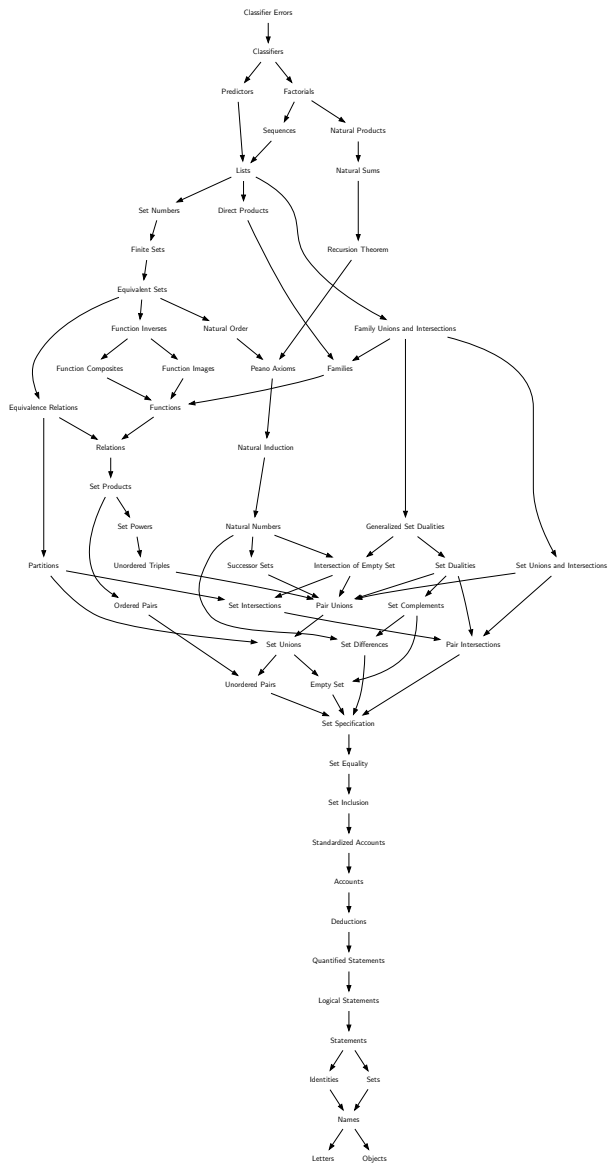 Classifier Errors
Classifiers
Predictors Factorials
Sequences Natural Products
Lists Natural Sums
Set Numbers Direct Products
Finite Sets Recursion Theorem
Equivalent Sets
Function Inverses Natural Order Family Unions and Intersections
Function Composites Function Images Peano Axioms Families
Equivalence Relations Functions
Relations Natural Induction
Set Products
Set Powers Natural Numbers Generalized Set Dualities
Partitions Unordered Triples Successor Sets Intersection of Empty Set Set Dualities Set Unions and Intersections
Ordered Pairs Set Intersections Pair Unions Set Complements
Set Unions Set Differences Pair Intersections
Unordered Pairs Empty Set
Set Specification
Set Equality
Set Inclusion
Standardized Accounts
Accounts
Deductions
Quantified Statements
Logical Statements
Statements
Identities Sets
Names
Letters Objects